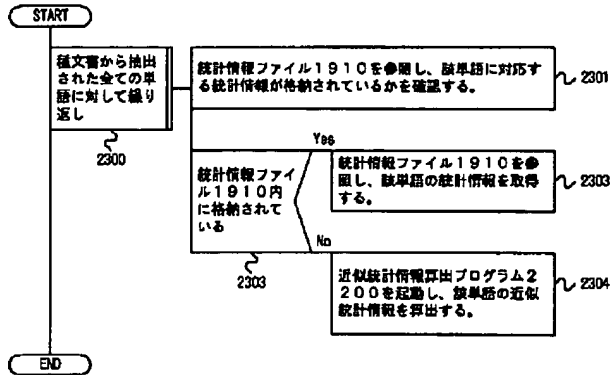 START
種文書から抽出
された全ての単
語に対して繰り
返し
2300
統計情報ファイル1910を参照し、該単語に対応す
る統計情報が格納されているかを確認する。
2301
統計情報ファイ
ル1910内
に格納されて
いる
2303
Yes
統計情報ファイル1910を参
照し、該単語の統計情報を取得
する。
2303
No
近似統計情報算出プログラム2
200を起動し、該単語の近似
統計情報を算出する。
2304
END